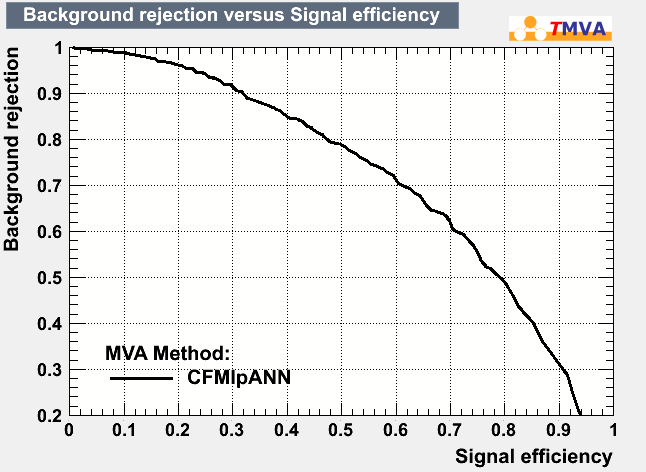 Background rejection versus Signal efficiency
TMVA
Background rejection
1
0.9
0.8
0.7
0.6
0.5
0.4
0.3
0.2
MVA Method:
CFMlpANN
0 0.1 0.2 0.3 0.4 0.5 0.6 0.7 0.8 0.9 1
Signal efficiency